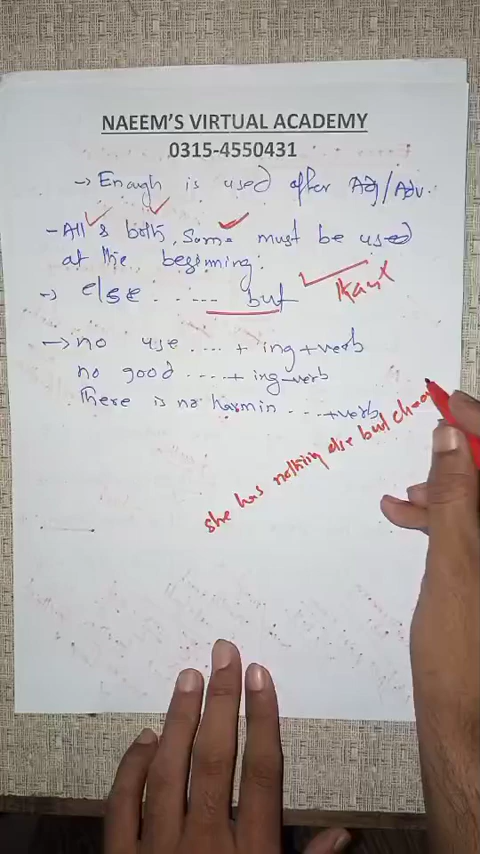 NAEEM'S VIRTUAL ACADEMY
0315-4550431
→ Enough is used after Adj/Adv.
- All & both, Some must be used
at the beginning:
→ else ........ but
→ no use .... + ing+verb
no good ..... + ing-verb
There is no harmin ... +verb
she has nothing else but